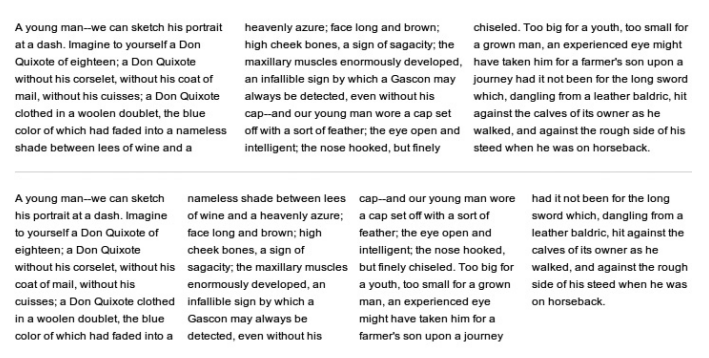 A young man--we can sketch his portrait
at a dash. Imagine to yourself a Don
Quixote of eighteen; a Don Quixote
without his corselet, without his coat of
mail, without his cuisses; a Don Quixote
clothed in a woolen doublet, the blue
color of which had faded into a nameless
shade between lees of wine and a
heavenly azure; face long and brown;
high cheek bones, a sign of sagacity; the
maxillary muscles enormously developed,
an infallible sign by which a Gascon may
always be detected, even without his
cap--and our young man wore a cap set
off with a sort of feather; the eye open and
intelligent; the nose hooked, but finely
chiseled. Too big for a youth, too small for
a grown man, an experienced eye might
have taken him for a farmer's son upon a
journey had it not been for the long sword
which, dangling from a leather baldric, hit
against the calves of its owner as he
walked, and against the rough side of his
steed when he was on horseback.
A young man--we can sketch
his portrait at a dash. Imagine
to yourself a Don Quixote of
eighteen; a Don Quixote
without his corselet, without his
coat of mail, without his
cuisses; a Don Quixote clothed
in a woolen doublet, the blue
color of which had faded into a
nameless shade between lees
of wine and a heavenly azure;
face long and brown; high
cheek bones, a sign of
sagacity; the maxillary muscles
enormously developed, an
infallible sign by which a
Gascon may always be
detected, even without his
cap--and our young man wore
a cap set off with a sort of
feather; the eye open and
intelligent; the nose hooked,
but finely chiseled. Too big for
a youth, too small for a grown
man, an experienced eye
might have taken him for a
farmer's son upon a journey
had it not been for the long
sword which, dangling from a
leather baldric, hit against the
calves of its owner as he
walked, and against the rough
side of his steed when he was
on horseback.